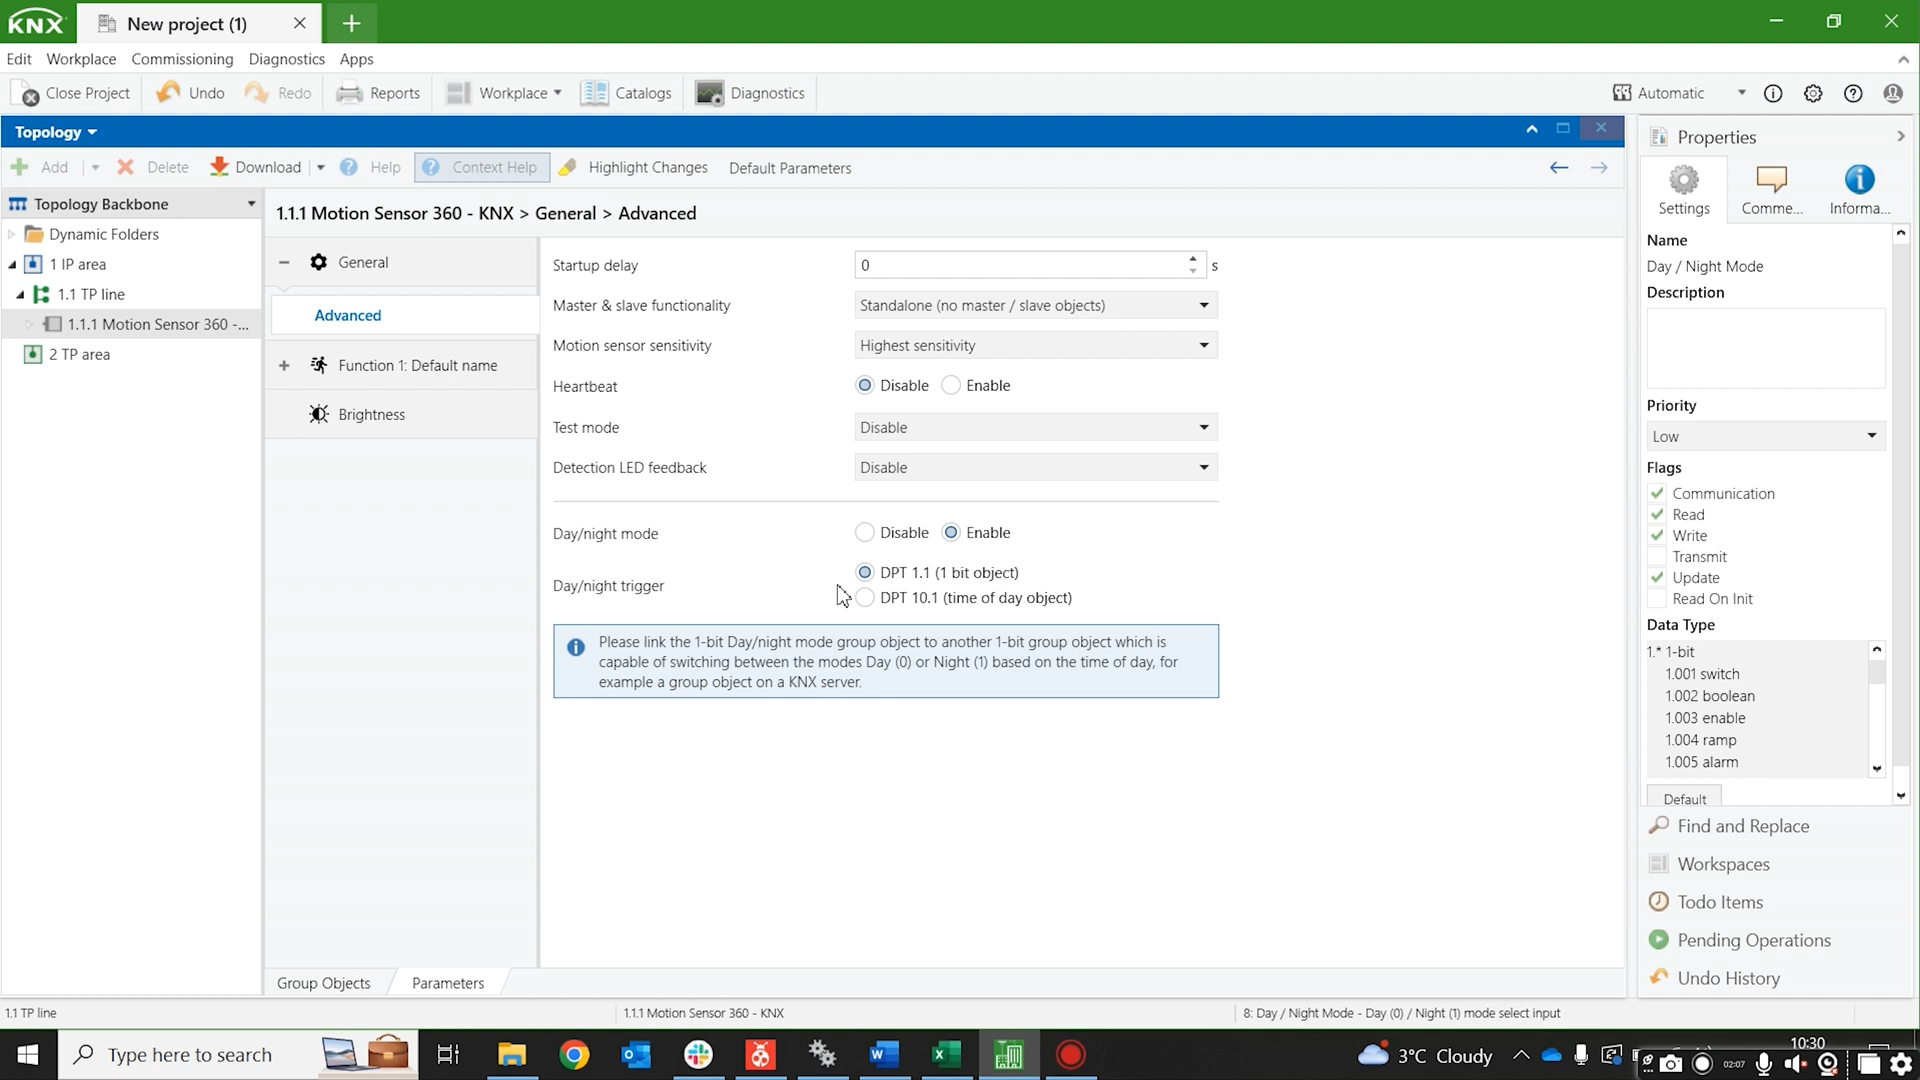 KNX
New project (1)
Edit Workplace Commissioning Diagnostics Apps
Close Project Undo Redo Reports Workplace Catalogs Diagnostics Automatic
Topology
Add Delete Download Help Context Help Highlight Changes Default Parameters
Topology Backbone
Dynamic Folders
1 IP area
1.1 TP line
1.1.1 Motion Sensor 360 -...
2 TP area
1.1.1 Motion Sensor 360 - KNX > General > Advanced
General
Advanced
Function 1: Default name
Brightness
Startup delay 0 s
Master & slave functionality Standalone (no master / slave objects)
Motion sensor sensitivity Highest sensitivity
Heartbeat Disable Enable
Test mode Disable
Detection LED feedback Disable
Day/night mode Disable Enable
Day/night trigger
DPT 1.1 (1 bit object)
DPT 10.1 (time of day object)
Please link the 1-bit Day/night mode group object to another 1-bit group object which is
capable of switching between the modes Day (0) or Night (1) based on the time of day, for
example a group object on a KNX server.
Group Objects Parameters
Properties
Settings Comme... Informa...
Name
Day / Night Mode
Description
Priority
Low
Flags
Communication
Read
Write
Transmit
Update
Read On Init
Data Type
1.* 1-bit
1.001 switch
1.002 boolean
1.003 enable
1.004 ramp
1.005 alarm
Default
Find and Replace
Workspaces
Todo Items
Pending Operations
Undo History
1.1 TP line 1.1.1 Motion Sensor 360 - KNX 8: Day / Night Mode - Day (0) / Night (1) mode select input
Type here to search
3°C Cloudy
10:30
02:07